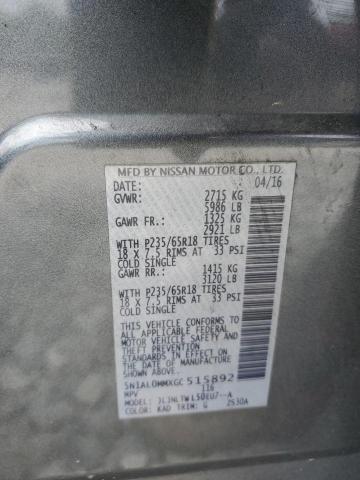 MFD BY NISSAN MOTOR CO., LTD.
DATE: 04/16
GVWR: 2715 KG
5986 LB
GAWR FR.: 1325 KG
2921 LB
WITH P235/65R18 TIRES
18 X 7.5 RIMS AT 33 PSI
COLD SINGLE
GAWR RR.: 1415 KG
3120 LB
WITH P235/65R18 TIRES
18 X 7.5 RIMS AT 33 PSI
COLD SINGLE
THIS VEHICLE CONFORMS TO
ALL APPLICABLE FEDERAL
MOTOR VEHICLE SAFETY AND
THEFT PREVENTION STANDARDS
IN EFFECT ON THE DATE OF
MANUFACTURE SHOWN ABOVE.
5N1AL0MMXGC515892
MPV 116
MODEL: JLJNLTWL50EU7--A
COLOR: KAD TRIM: G 2530A